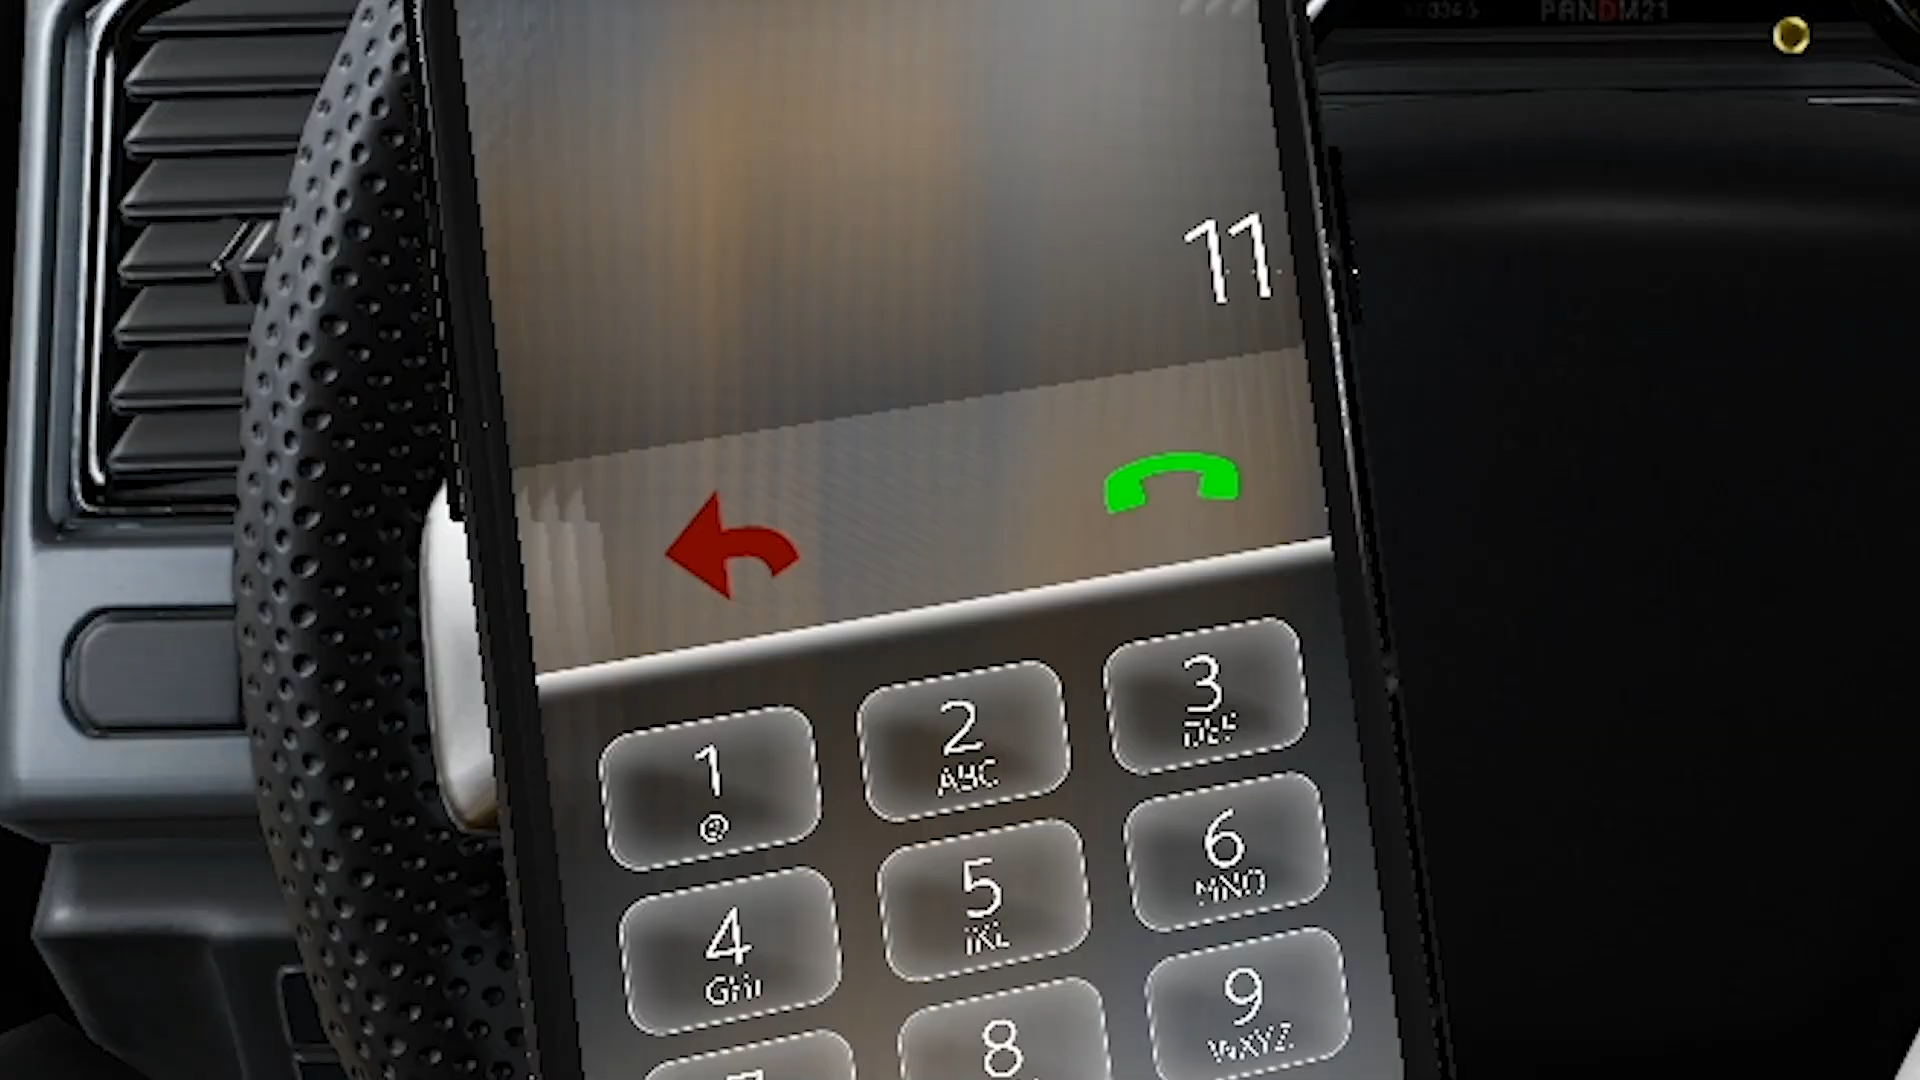 PRNDM21
11
1 2 3
@ ABC DEF
4 5 6
GHI JKL MNO
8 9
WXYZ